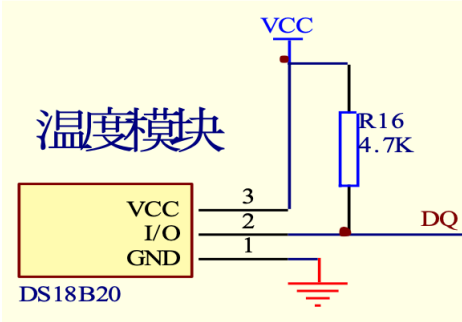 VCC
温度模块
R16
4.7K
VCC 3
I/O 2
GND 1
DQ
DS18B20